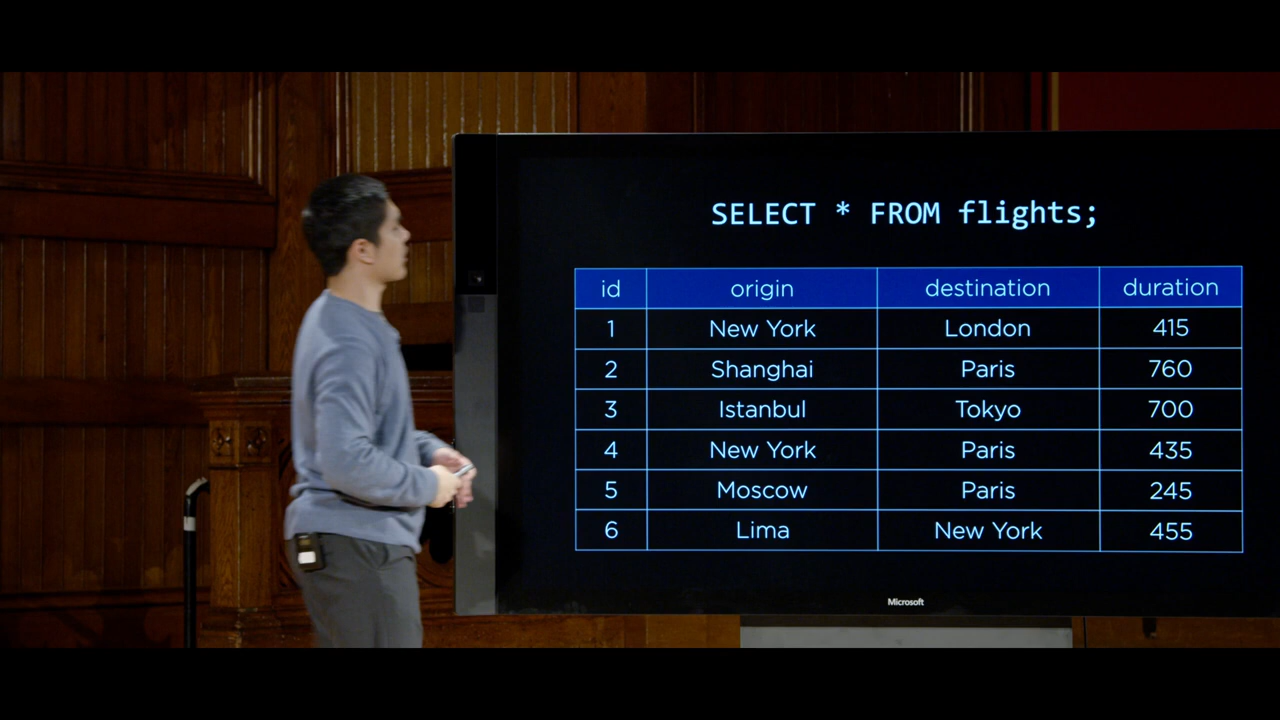 SELECT * FROM flights;
id origin destination duration
1 New York London 415
2 Shanghai Paris 760
3 Istanbul Tokyo 700
4 New York Paris 435
5 Moscow Paris 245
6 Lima New York 455
Microsoft